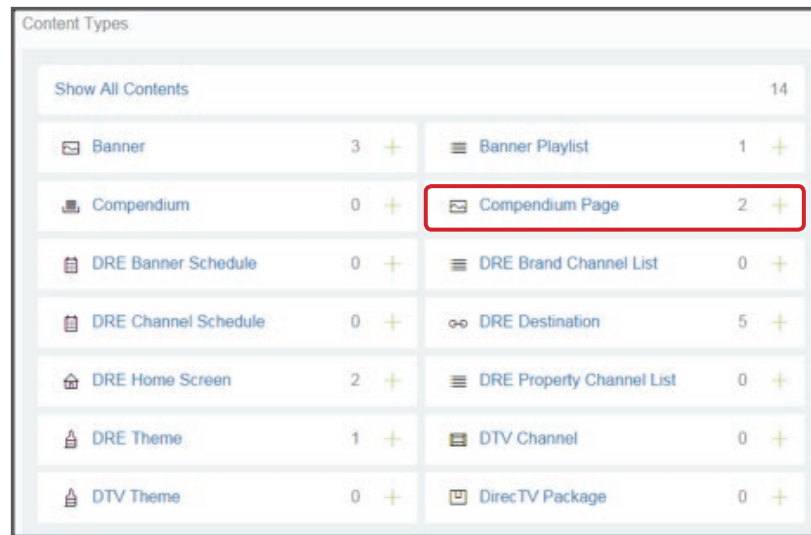 Content Types
Show All Contents 14
Banner 3 + Banner Playlist 1 +
Compendium 0 + Compendium Page 2 +
DRE Banner Schedule 0 + DRE Brand Channel List 0 +
DRE Channel Schedule 0 + DRE Destination 5 +
DRE Home Screen 2 + DRE Property Channel List 0 +
DRE Theme 1 + DTV Channel 0 +
DTV Theme 0 + DirecTV Package 0 +